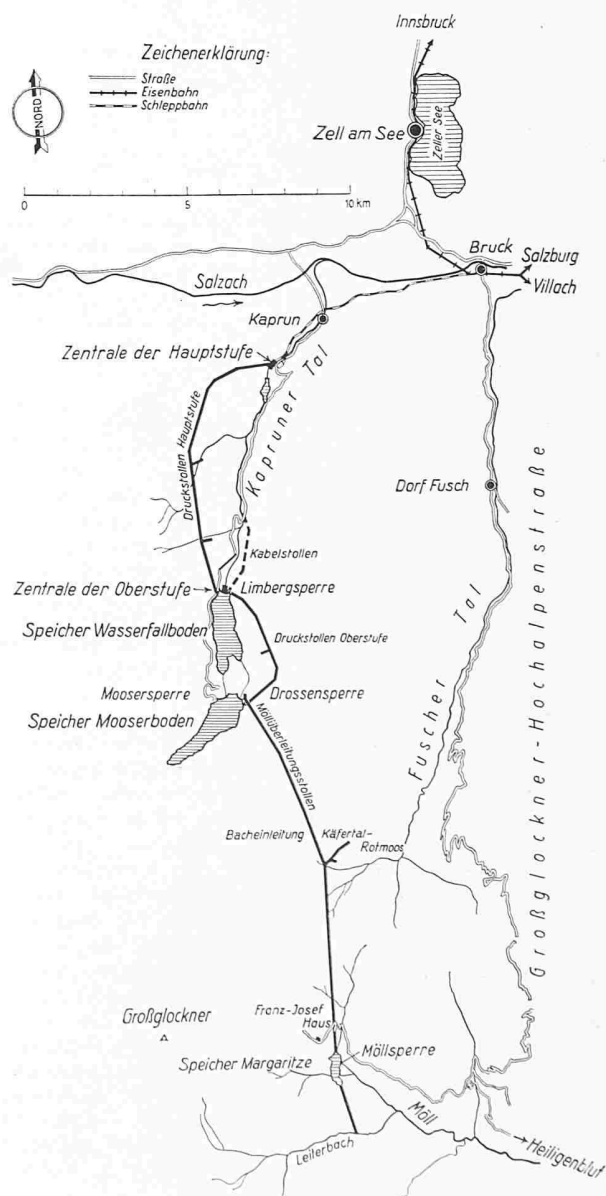 Innsbruck
Zeichenerklärung:
Straße
Eisenbahn
Schleppbahn
NORD
Zell am See
Zeller See
0 5 10 km
Bruck
Salzburg
Villach
Salzach
Kaprun
Zentrale der Hauptstufe
Kapruner Tal
Druckstollen Hauptstufe
Dorf Fusch
Kabelstollen
Zentrale der Oberstufe
Limbergsperre
Speicher Wasserfallboden
Druckstollen Oberstufe
Moosersperre
Drossensperre
Speicher Mooserboden
Möllüberleitungsstollen
Fuscher Tal
Großglockner-Hochalpenstraße
Bacheinleitung Käfertal-
Rotmoos
Großglockner
Franz-Josef
Haus
Möllsperre
Speicher Margaritze
Möll
Leiterbach
Heiligenblut